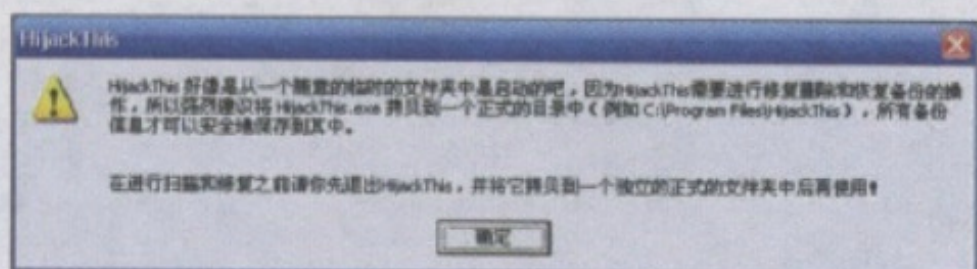 HijackThis
HijackThis 好像是从一个随意的临时的文件夹中是启动的吧，因为HijackThis需要进行修复删除和恢复备份的操
作，所以强烈建议将 HijackThis.exe 拷贝到一个正式的目录中（例如 C:\Program Files\HijackThis），所有备份
信息才可以安全地保存到其中。
在进行扫描和修复之前请你先退出HijackThis，并将它拷贝到一个独立的正式的文件夹中后再使用！
确定